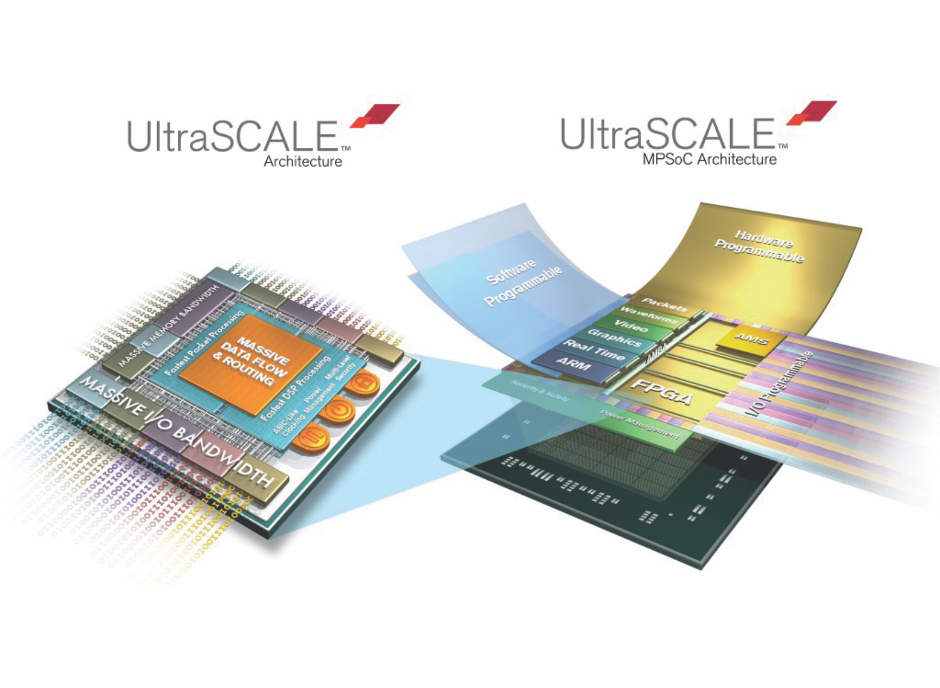 UltraSCALE™
Architecture
UltraSCALE™
MPSoC Architecture
MASSIVE MEMORY BANDWIDTH
Fastest Packet Processing
MASSIVE
DATA FLOW
& ROUTING
Fastest DSP Processing
ASIC-Like
Clocking
Power
Management
Multi-Level
Security
MASSIVE I/O BANDWIDTH
Software
Programmable
Hardware
Programmable
Packets
Waveforms
Video
Graphics
Real Time
ARM
AMBA
AMS
FPGA
I/O Programmable
Security & Safety
Power Management